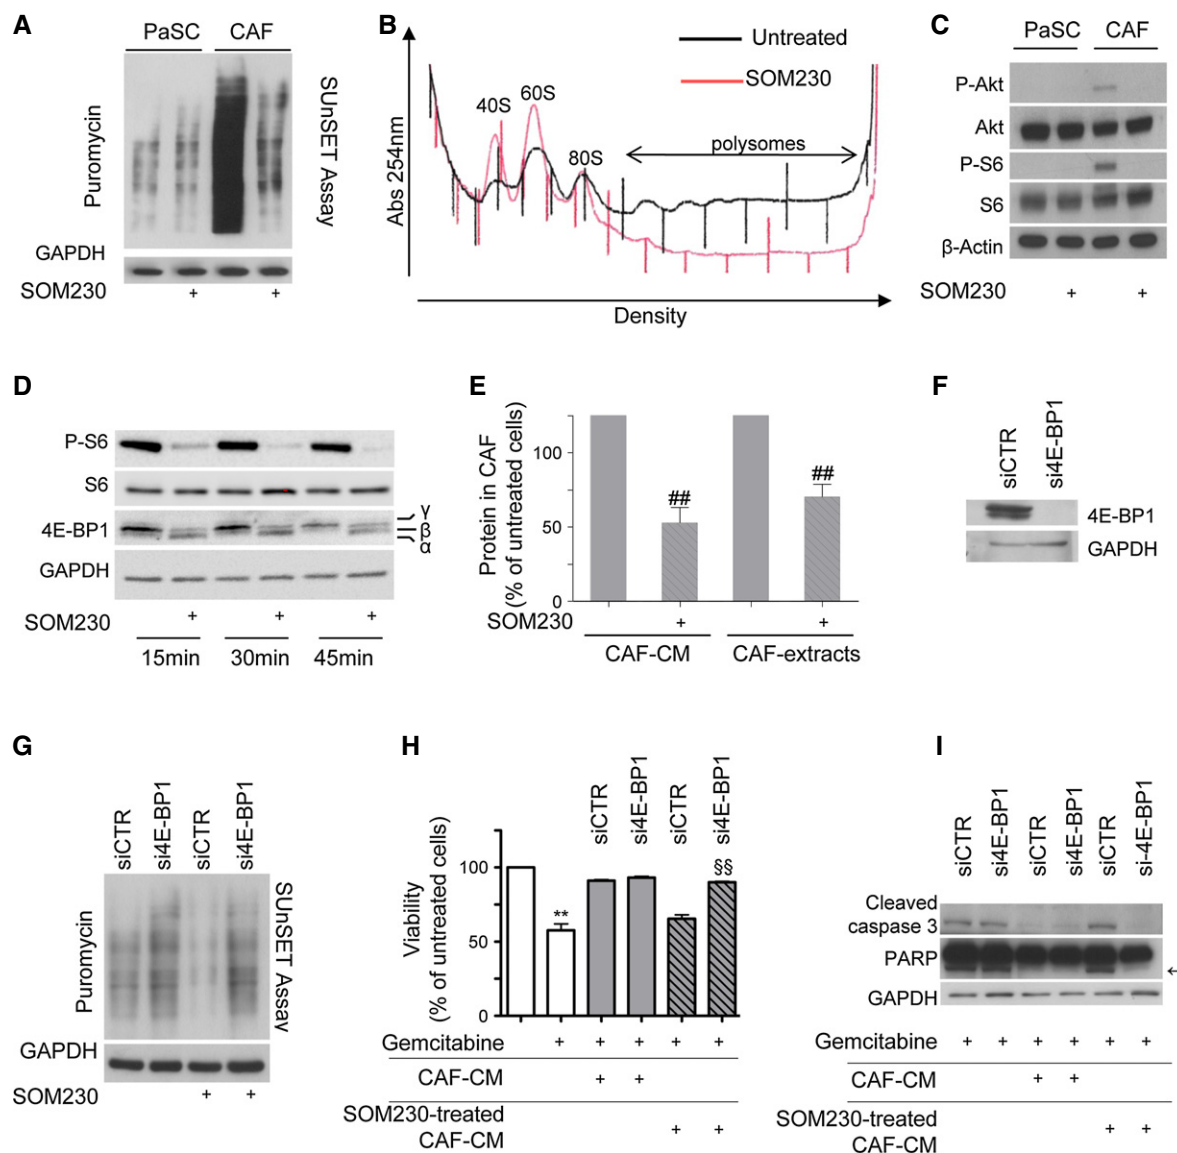 A
PaSC CAF
Puromycin
SUnSET Assay
GAPDH
SOM230 + +
B
Abs 254nm
Untreated
SOM230
40S 60S 80S
polysomes
Density
C
PaSC CAF
P-Akt
Akt
P-S6
S6
β-Actin
SOM230 + +
D
P-S6
S6
4E-BP1
γ
β
α
GAPDH
SOM230 + + +
15min 30min 45min
E
Protein in CAF
(% of untreated cells)
100
50
0
## ##
SOM230 + +
CAF-CM CAF-extracts
F
siCTR si4E-BP1
4E-BP1
GAPDH
G
siCTR si4E-BP1 siCTR si4E-BP1
Puromycin
SUnSET Assay
GAPDH
SOM230 + +
H
siCTR si4E-BP1 siCTR si4E-BP1
Viability
(% of untreated cells)
100
50
0
** §§
Gemcitabine + + + + +
CAF-CM + +
SOM230-treated
CAF-CM + +
I
siCTR si4E-BP1 siCTR si4E-BP1 siCTR si-4E-BP1
Cleaved
caspase 3
PARP ←
GAPDH
Gemcitabine + + + + + +
CAF-CM + +
SOM230-treated
CAF-CM + +